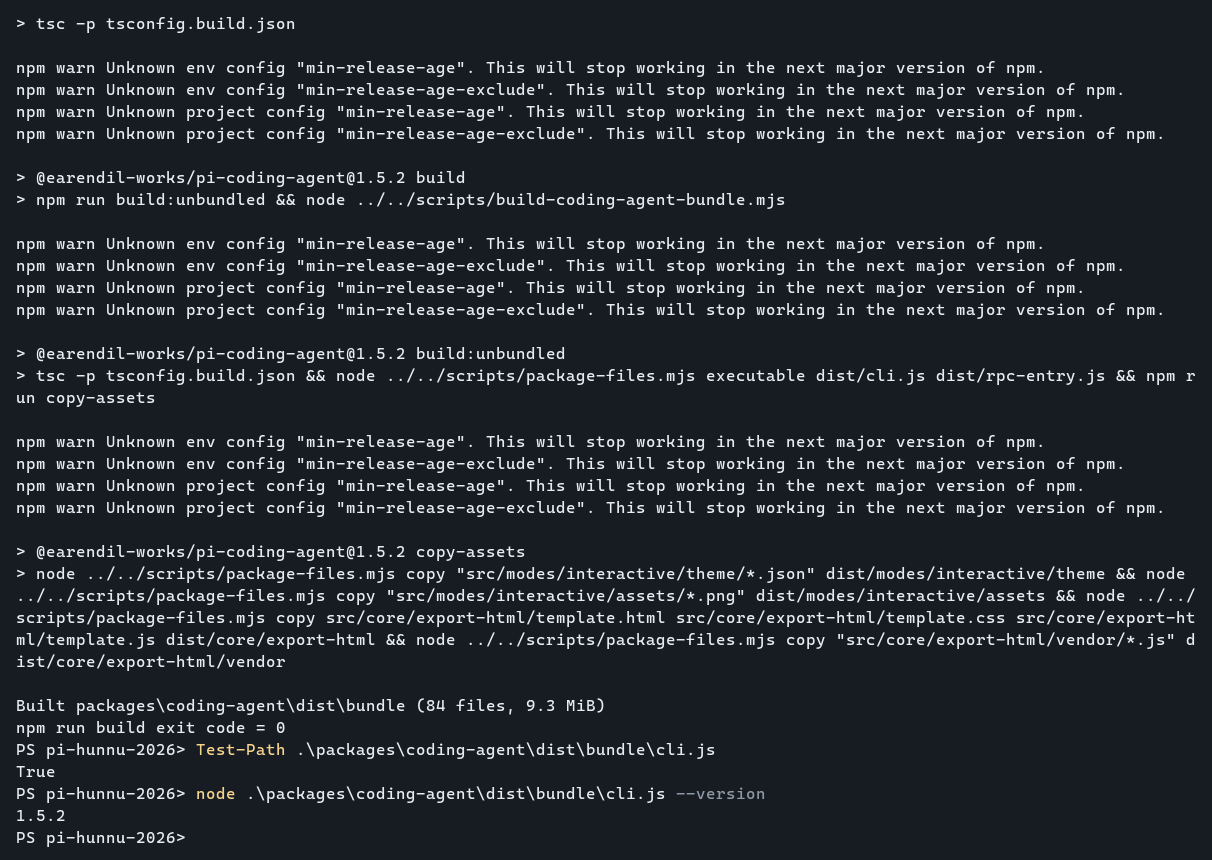 > tsc -p tsconfig.build.json
npm warn Unknown env config "min-release-age". This will stop working in the next major version of npm.
npm warn Unknown env config "min-release-age-exclude". This will stop working in the next major version of npm.
npm warn Unknown project config "min-release-age". This will stop working in the next major version of npm.
npm warn Unknown project config "min-release-age-exclude". This will stop working in the next major version of npm.
> @earendil-works/pi-coding-agent@1.5.2 build
> npm run build:unbundled && node ../../scripts/build-coding-agent-bundle.mjs
npm warn Unknown env config "min-release-age". This will stop working in the next major version of npm.
npm warn Unknown env config "min-release-age-exclude". This will stop working in the next major version of npm.
npm warn Unknown project config "min-release-age". This will stop working in the next major version of npm.
npm warn Unknown project config "min-release-age-exclude". This will stop working in the next major version of npm.
> @earendil-works/pi-coding-agent@1.5.2 build:unbundled
> tsc -p tsconfig.build.json && node ../../scripts/package-files.mjs executable dist/cli.js dist/rpc-entry.js && npm r
un copy-assets
npm warn Unknown env config "min-release-age". This will stop working in the next major version of npm.
npm warn Unknown env config "min-release-age-exclude". This will stop working in the next major version of npm.
npm warn Unknown project config "min-release-age". This will stop working in the next major version of npm.
npm warn Unknown project config "min-release-age-exclude". This will stop working in the next major version of npm.
> @earendil-works/pi-coding-agent@1.5.2 copy-assets
> node ../../scripts/package-files.mjs copy "src/modes/interactive/theme/*.json" dist/modes/interactive/theme && node
../../scripts/package-files.mjs copy "src/modes/interactive/assets/*.png" dist/modes/interactive/assets && node ../../
scripts/package-files.mjs copy src/core/export-html/template.html src/core/export-html/template.css src/core/export-ht
ml/template.js dist/core/export-html && node ../../scripts/package-files.mjs copy "src/core/export-html/vendor/*.js" d
ist/core/export-html/vendor
Built packages\coding-agent\dist\bundle (84 files, 9.3 MiB)
npm run build exit code = 0
PS pi-hunnu-2026> Test-Path .\packages\coding-agent\dist\bundle\cli.js
True
PS pi-hunnu-2026> node .\packages\coding-agent\dist\bundle\cli.js --version
1.5.2
PS pi-hunnu-2026>